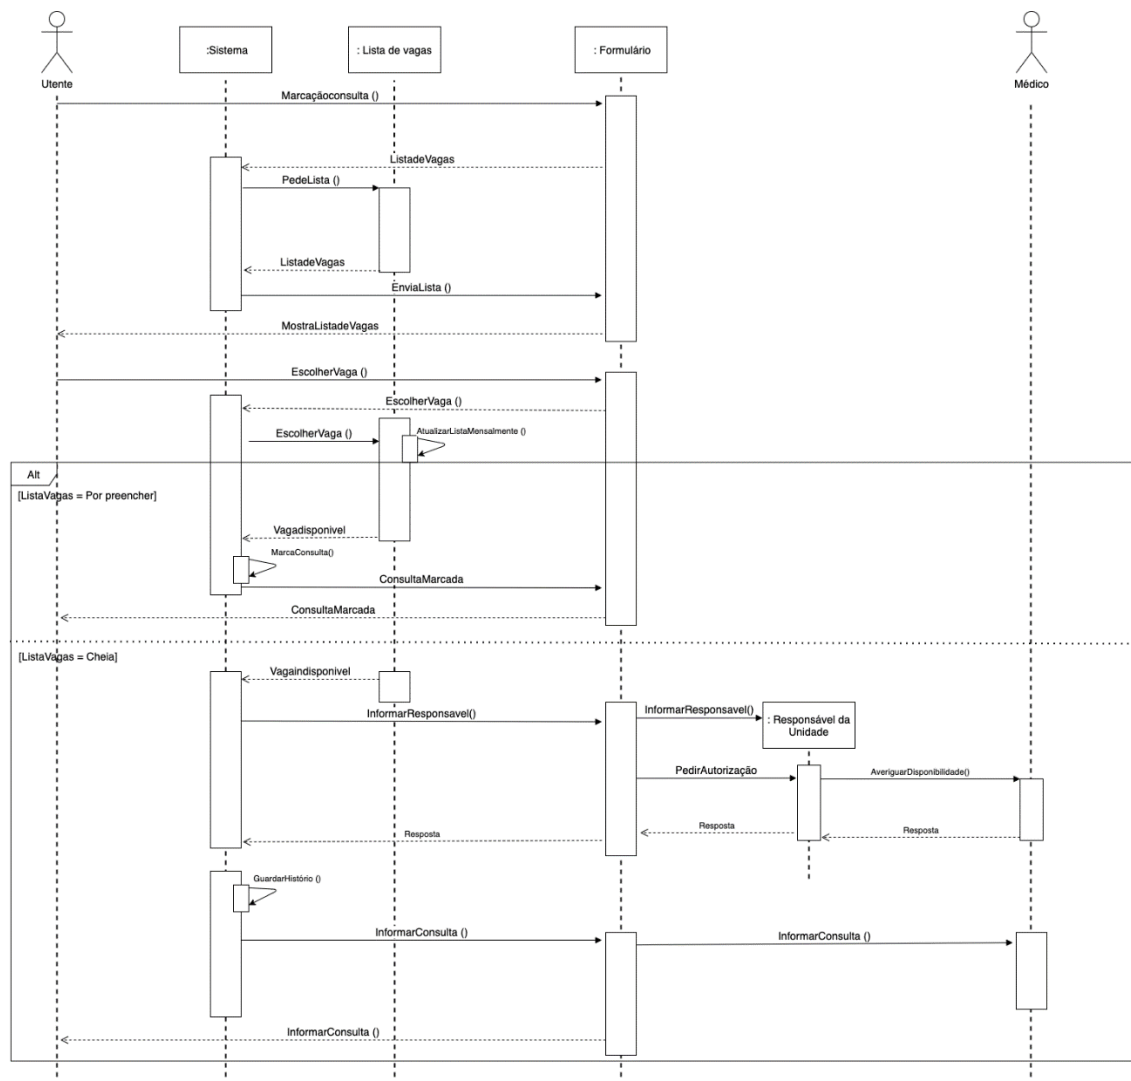 :Sistema
: Lista de vagas
: Formulário
Utente
Médico
Marcaçãoconsulta ()
ListadeVagas
PedeLista ()
ListadeVagas
EnviaLista ()
MostraListadeVagas
EscolherVaga ()
EscolherVaga ()
EscolherVaga ()
AtualizarListaMensalmente ()
Alt
[ListaVagas = Por preencher]
Vagadisponivel
MarcaConsulta()
ConsultaMarcada
ConsultaMarcada
[ListaVagas = Cheia]
Vagaindisponivel
InformarResponsavel()
InformarResponsavel()
: Responsável da
Unidade
PedirAutorização
AveriguarDisponibilidade()
Resposta
Resposta
Resposta
GuardarHistório ()
InformarConsulta ()
InformarConsulta ()
InformarConsulta ()